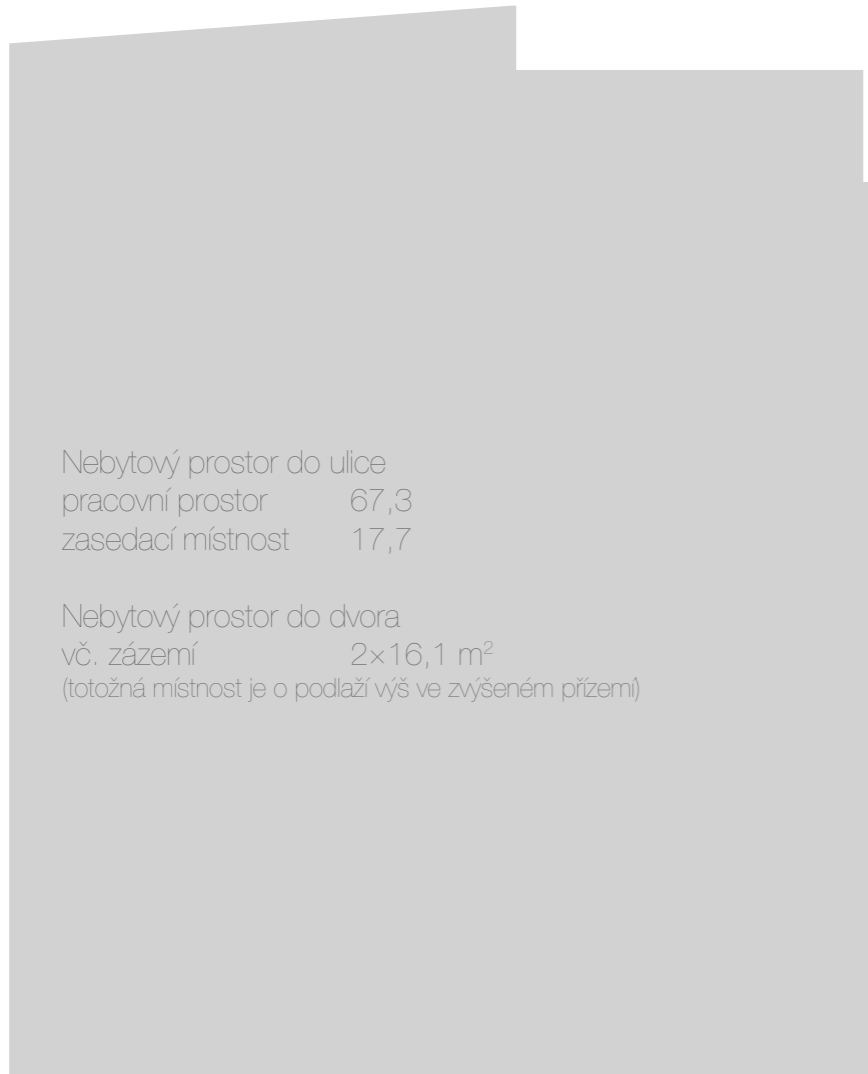 Nebytový prostor do ulice
pracovní prostor 67,3
zasedací místnost 17,7
Nebytový prostor do dvora
vč. zázemí 2×16,1 m²
(totožná místnost je o podlaží výš ve zvýšeném přízemí)